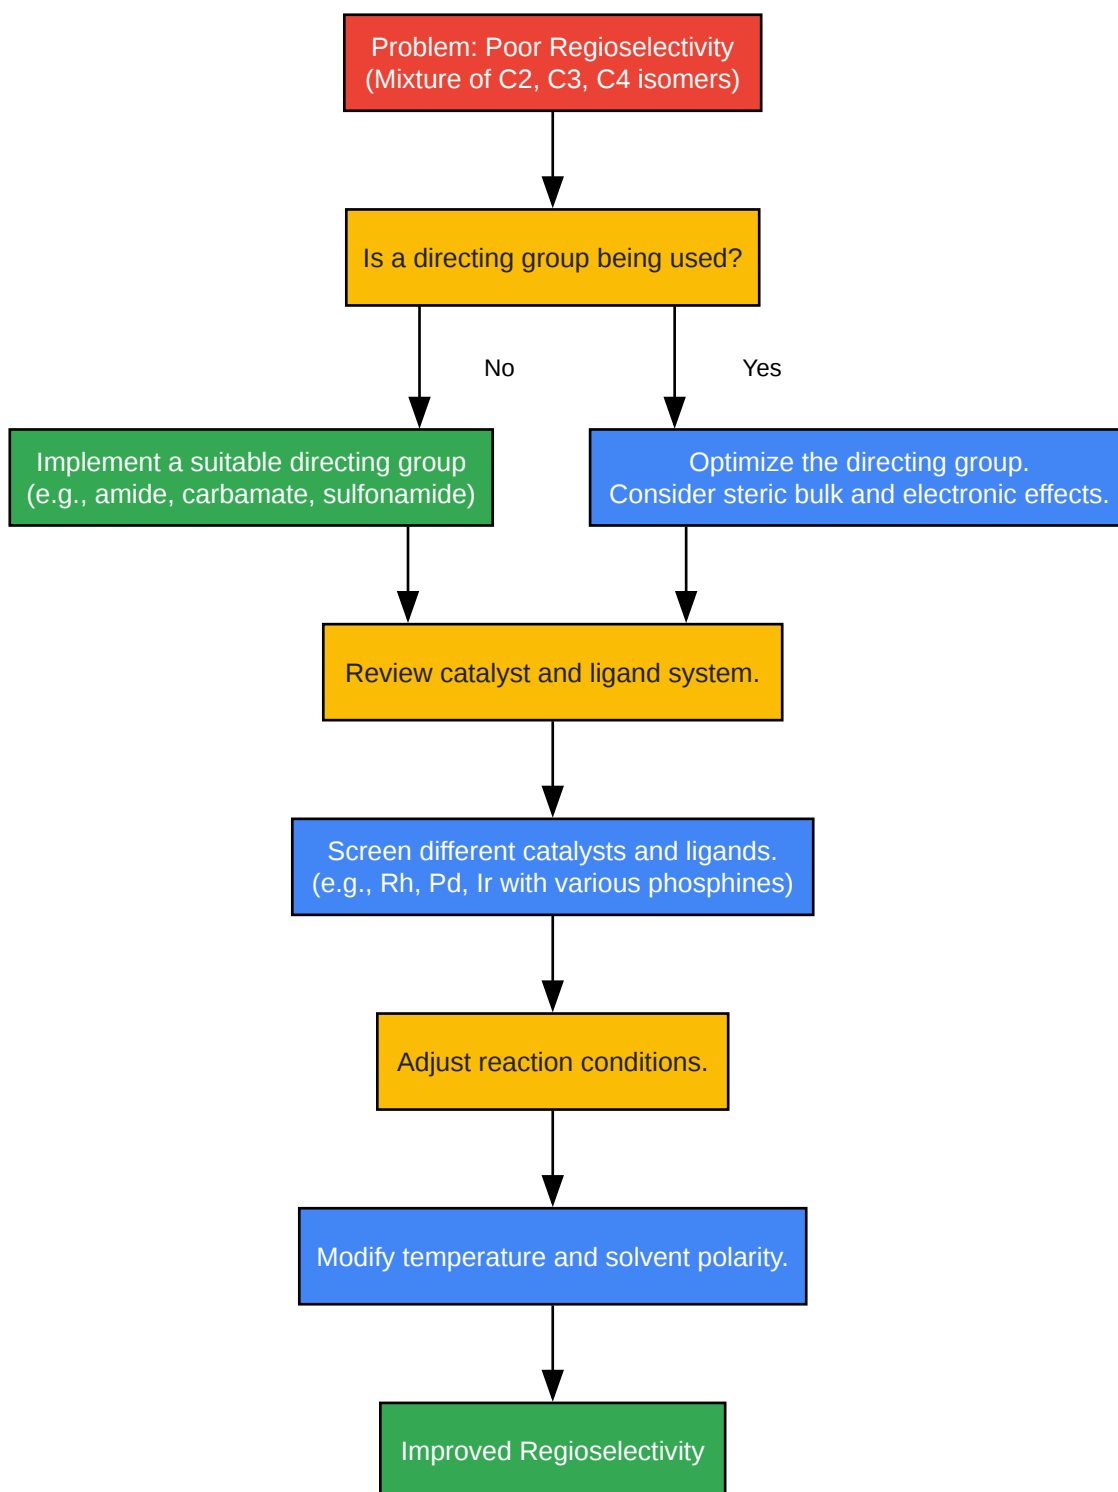 Problem: Poor Regioselectivity
(Mixture of C2, C3, C4 isomers)
Is a directing group being used?
No
Yes
Implement a suitable directing group
(e.g., amide, carbamate, sulfonamide)
Optimize the directing group.
Consider steric bulk and electronic effects.
Review catalyst and ligand system.
Screen different catalysts and ligands.
(e.g., Rh, Pd, Ir with various phosphines)
Adjust reaction conditions.
Modify temperature and solvent polarity.
Improved Regioselectivity